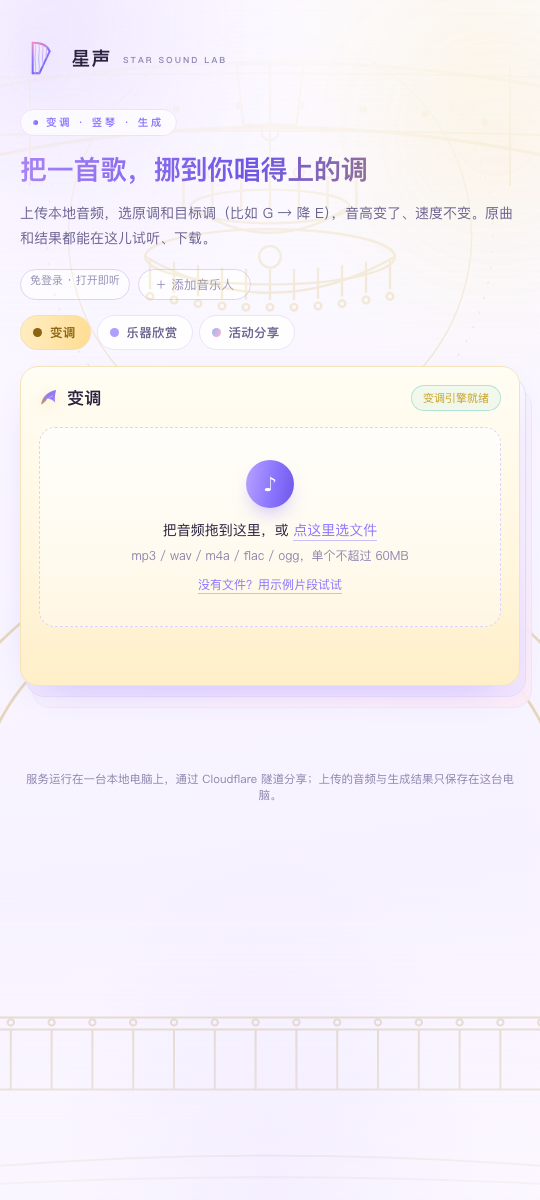 星声 STAR SOUND LAB
变调 · 竖琴 · 生成
把一首歌，挪到你唱得上的调
上传本地音频，选原调和目标调（比如 G → 降 E），音高变了、速度不变。原曲
和结果都能在这儿试听、下载。
免登录 · 打开即听 ＋ 添加音乐人
变调 乐器欣赏 活动分享
变调 变调引擎就绪
把音频拖到这里，或 点这里选文件
mp3 / wav / m4a / flac / ogg，单个不超过 60MB
没有文件？用示例片段试试
服务运行在一台本地电脑上，通过 Cloudflare 隧道分享；上传的音频与生成结果只保存在这台电
脑。